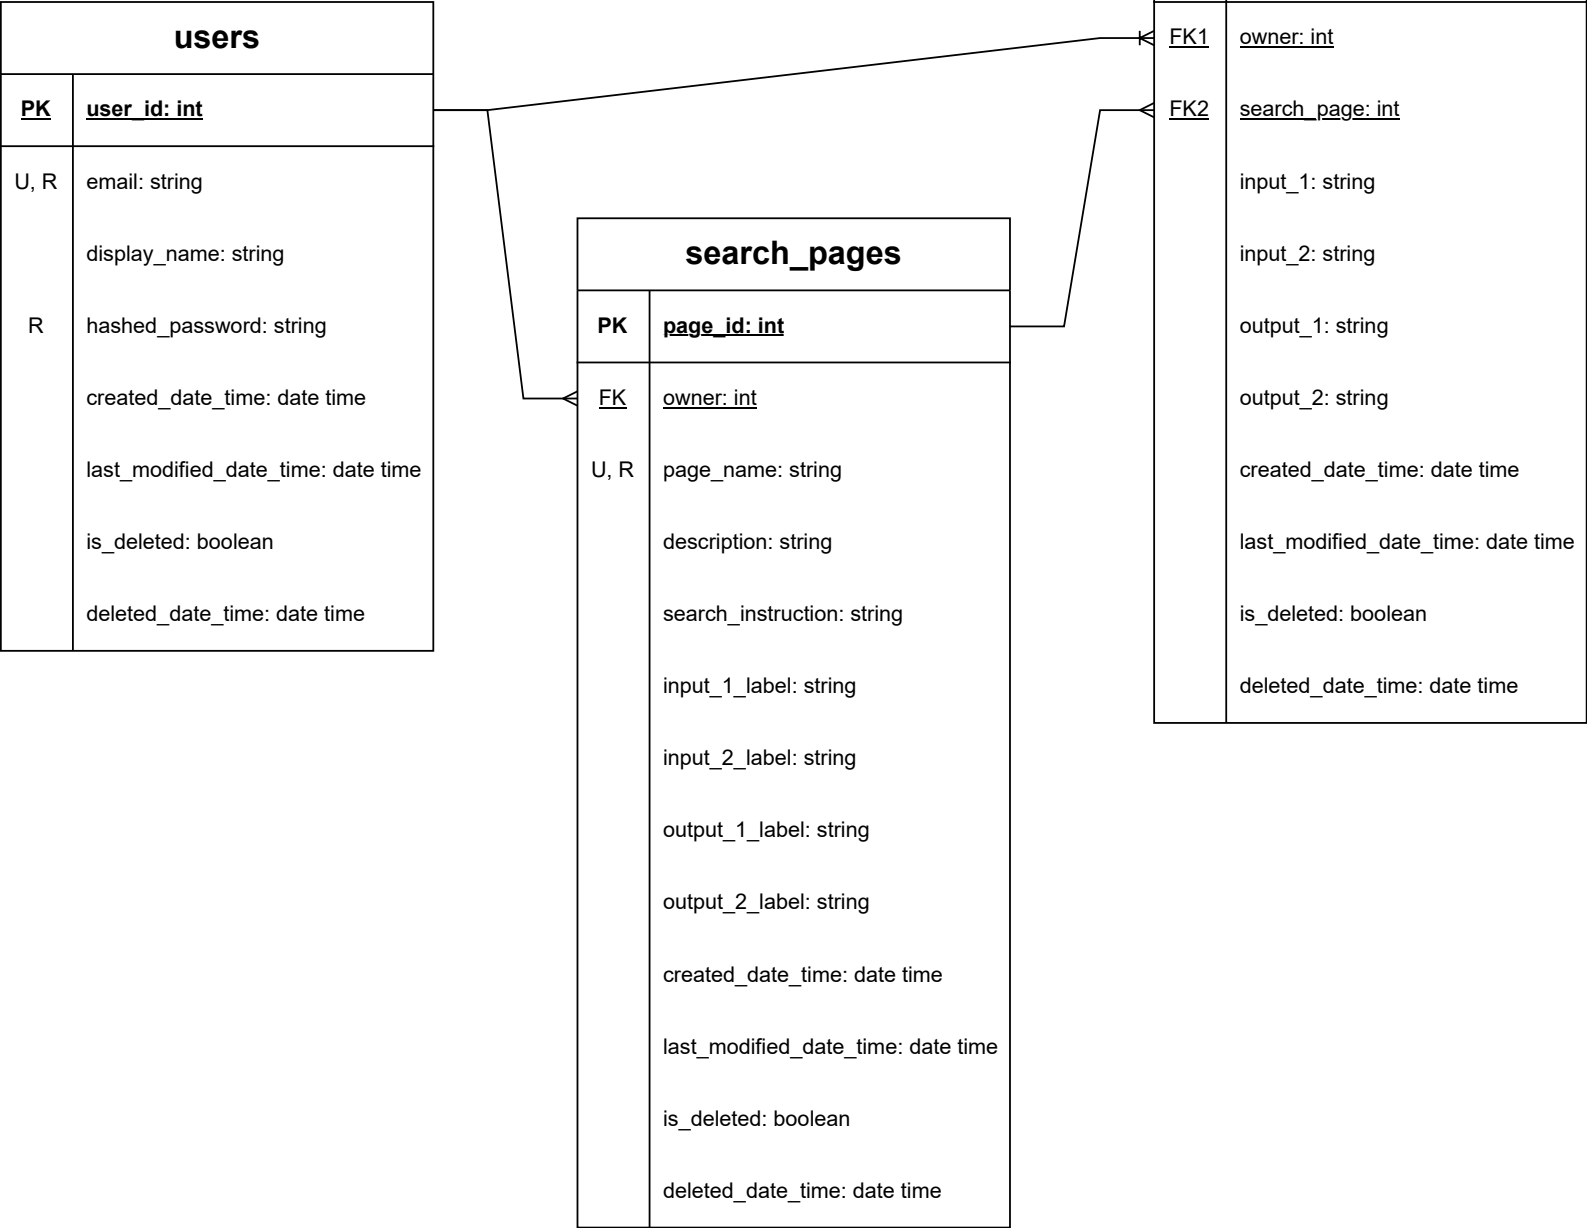 users
PK user_id: int
U, R email: string
display_name: string
R hashed_password: string
created_date_time: date time
last_modified_date_time: date time
is_deleted: boolean
deleted_date_time: date time
search_pages
PK page_id: int
FK owner: int
U, R page_name: string
description: string
search_instruction: string
input_1_label: string
input_2_label: string
output_1_label: string
output_2_label: string
created_date_time: date time
last_modified_date_time: date time
is_deleted: boolean
deleted_date_time: date time
FK1 owner: int
FK2 search_page: int
input_1: string
input_2: string
output_1: string
output_2: string
created_date_time: date time
last_modified_date_time: date time
is_deleted: boolean
deleted_date_time: date time